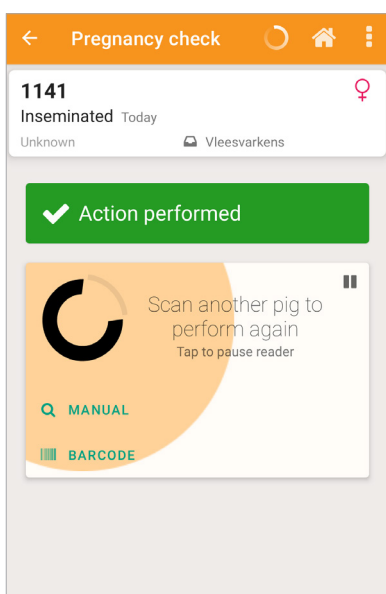 Pregnancy check
1141
Inseminated Today
Unknown Vleesvarkens
Action performed
Scan another pig to
perform again
Tap to pause reader
MANUAL
BARCODE